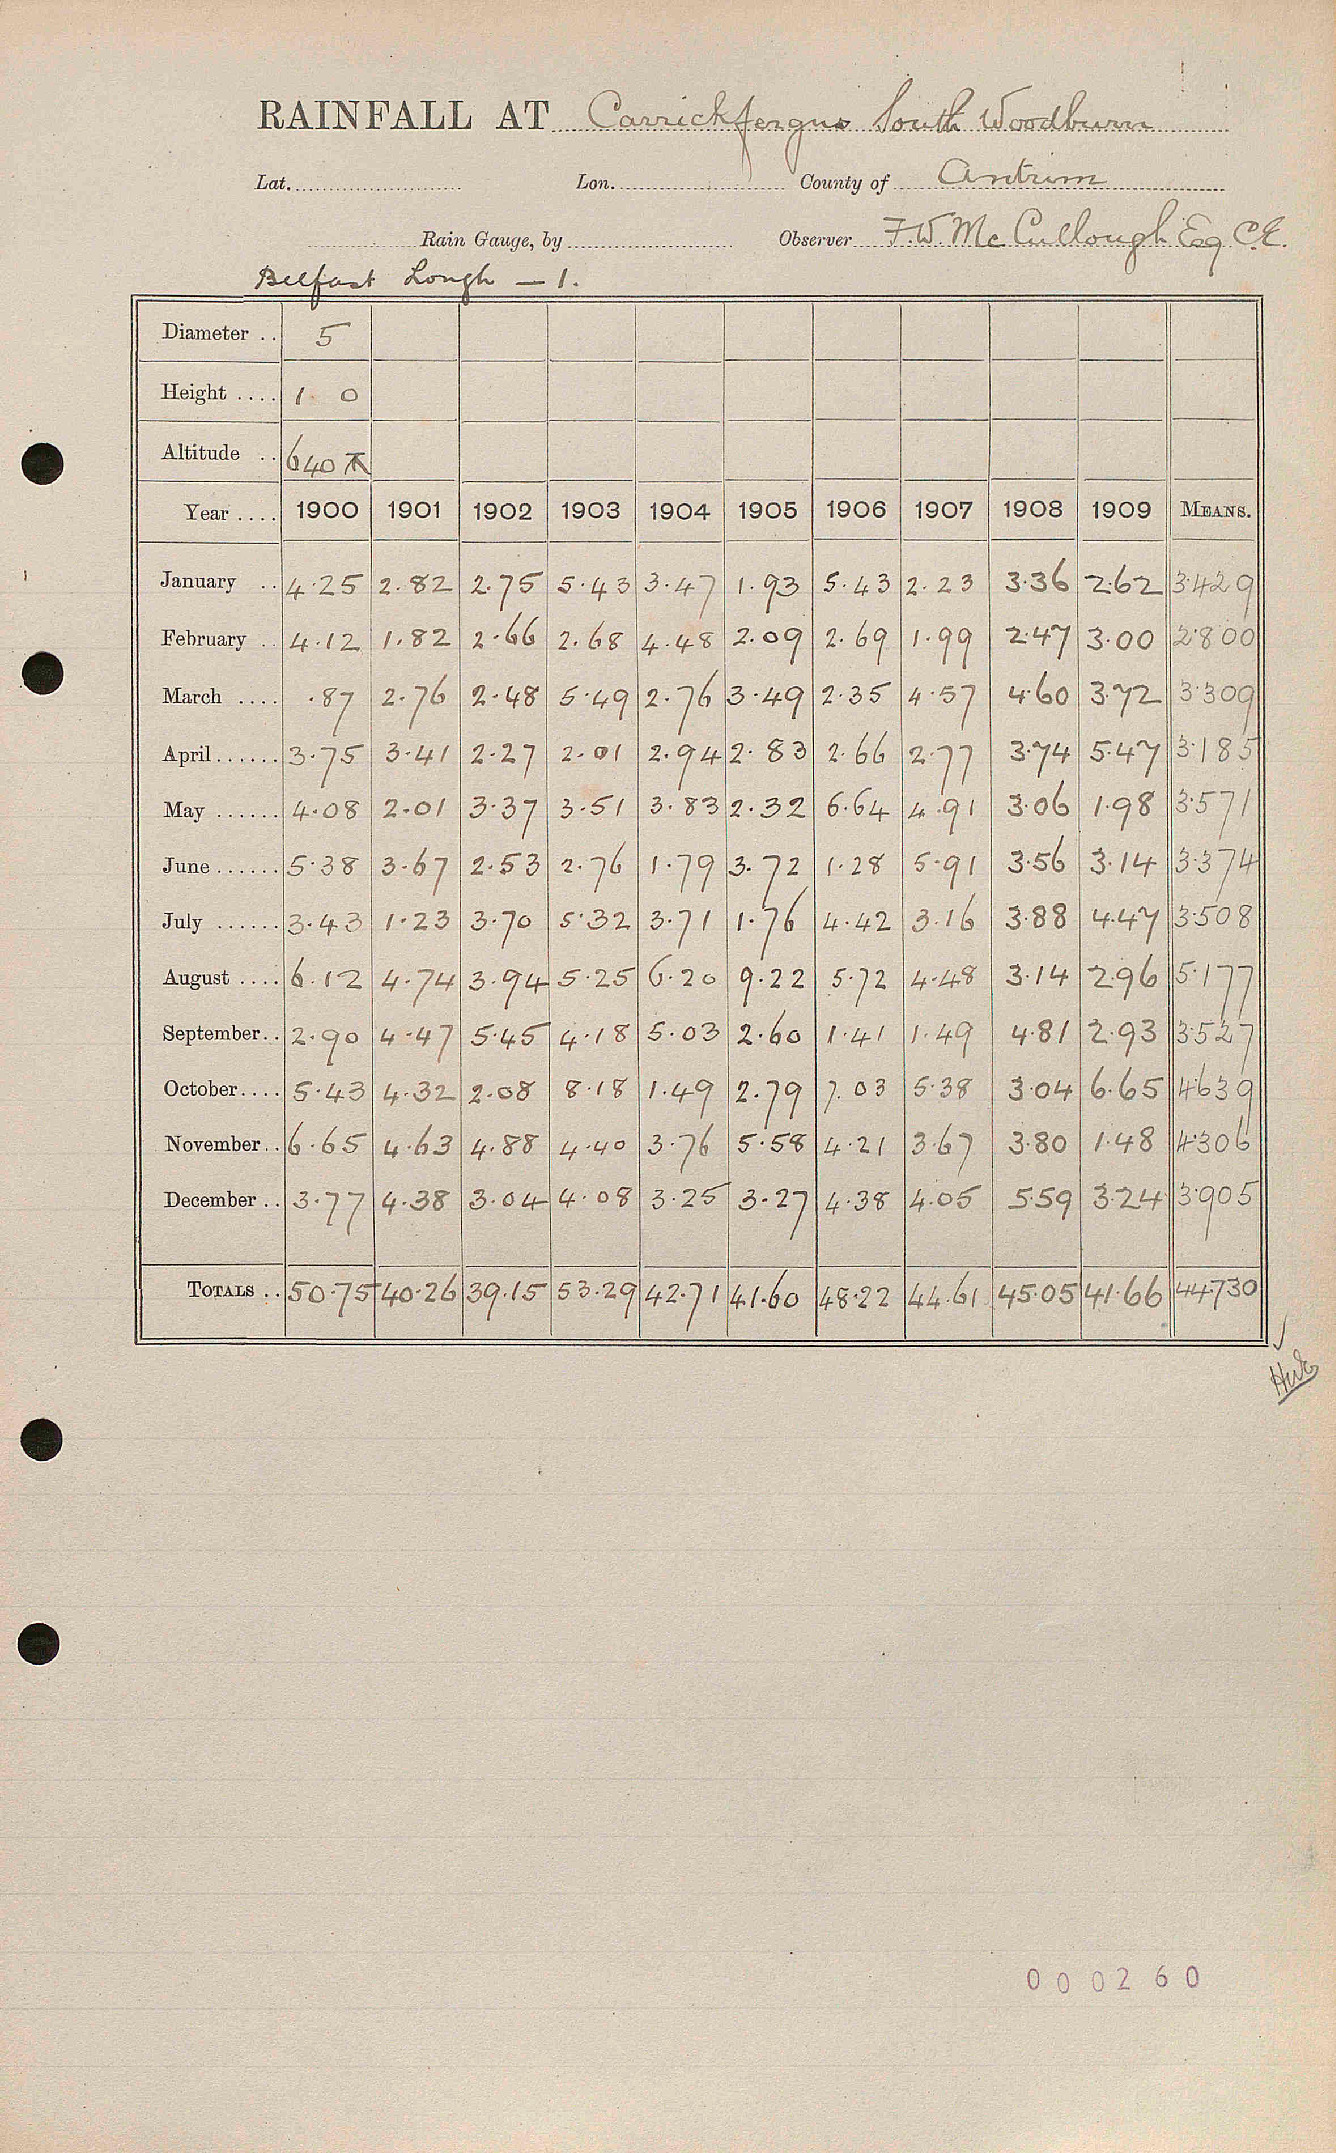 RAINFALL AT Carrickfergus South Woodburn
Lat. Lon. County of Antrim
Rain Gauge, by Observer F.W. McCullough Esq C.E.
Belfast Lough — 1.
Diameter .. 5
Height .... 1 0
Altitude .. 640
Year .... 1900 1901 1902 1903 1904 1905 1906 1907 1908 1909 MEANS.
January .. 4.25 2.82 2.75 5.43 3.47 1.93 5.43 2.23 3.36 2.62 3.429
February .. 4.12 1.82 2.66 2.68 4.48 2.09 2.69 1.99 2.47 3.00 2.800
March .... .87 2.76 2.48 5.49 2.76 3.49 2.35 4.57 4.60 3.72 3.309
April ...... 3.75 3.41 2.27 2.01 2.94 2.83 2.66 2.77 3.74 5.47 3.185
May ...... 4.08 2.01 3.37 3.51 3.83 2.32 6.64 4.91 3.06 1.98 3.571
June ...... 5.38 3.67 2.53 2.76 1.79 3.72 1.28 5.91 3.56 3.14 3.374
July ...... 3.43 1.23 3.70 5.32 3.71 1.76 4.42 3.16 3.88 4.47 3.508
August .... 6.12 4.74 3.94 5.25 6.20 9.22 5.72 4.48 3.14 2.96 5.177
September .. 2.90 4.47 5.45 4.18 5.03 2.60 1.41 1.49 4.81 2.93 3.527
October .... 5.43 4.32 2.08 8.18 1.49 2.79 7.03 5.38 3.04 6.65 4.639
November .. 6.65 4.63 4.88 4.40 3.76 5.58 4.21 3.67 3.80 1.48 4.306
December .. 3.77 4.38 3.04 4.08 3.25 3.27 4.38 4.05 5.59 3.24 3.905
TOTALS .. 50.75 40.26 39.15 53.29 42.71 41.60 48.22 44.61 45.05 41.66 44.730
000260